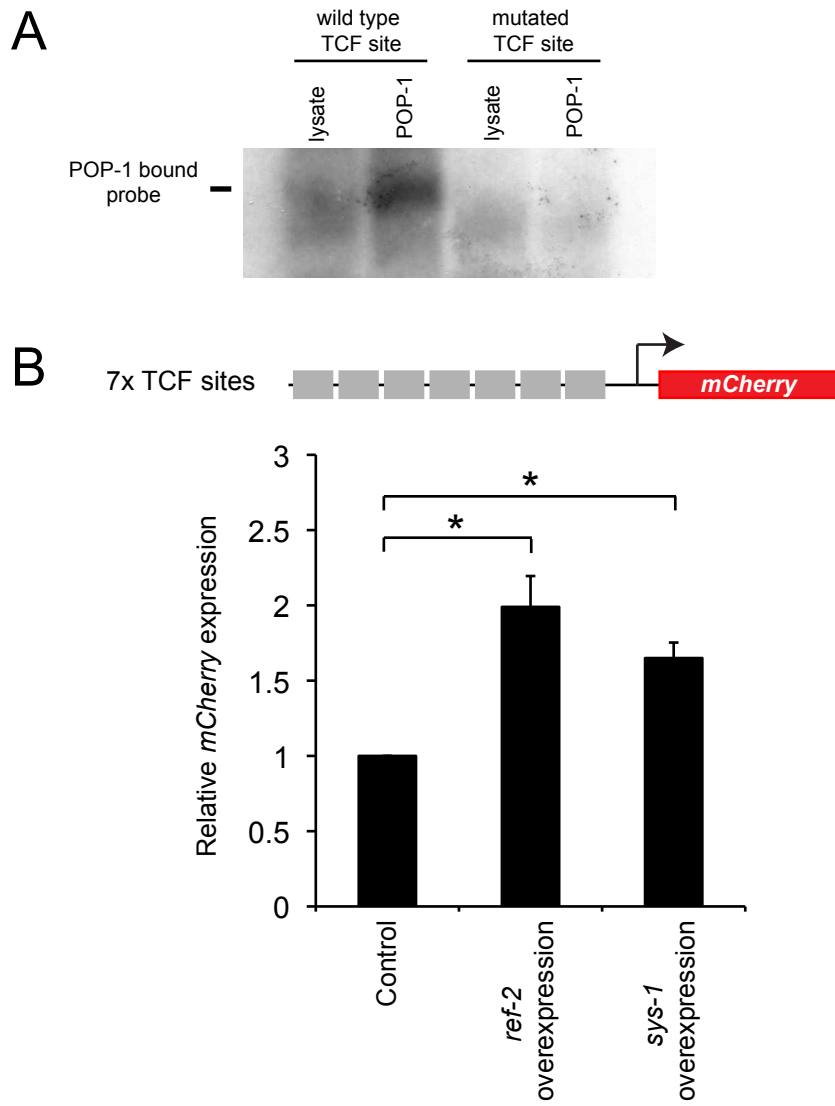 A
wild type
TCF site
mutated
TCF site
lysate
POP-1
lysate
POP-1
POP-1 bound
probe
B
7x TCF sites
mCherry
Relative mCherry expression
3
2.5
2
1.5
1
0.5
0
*
*
Control
ref-2
overexpression
sys-1
overexpression